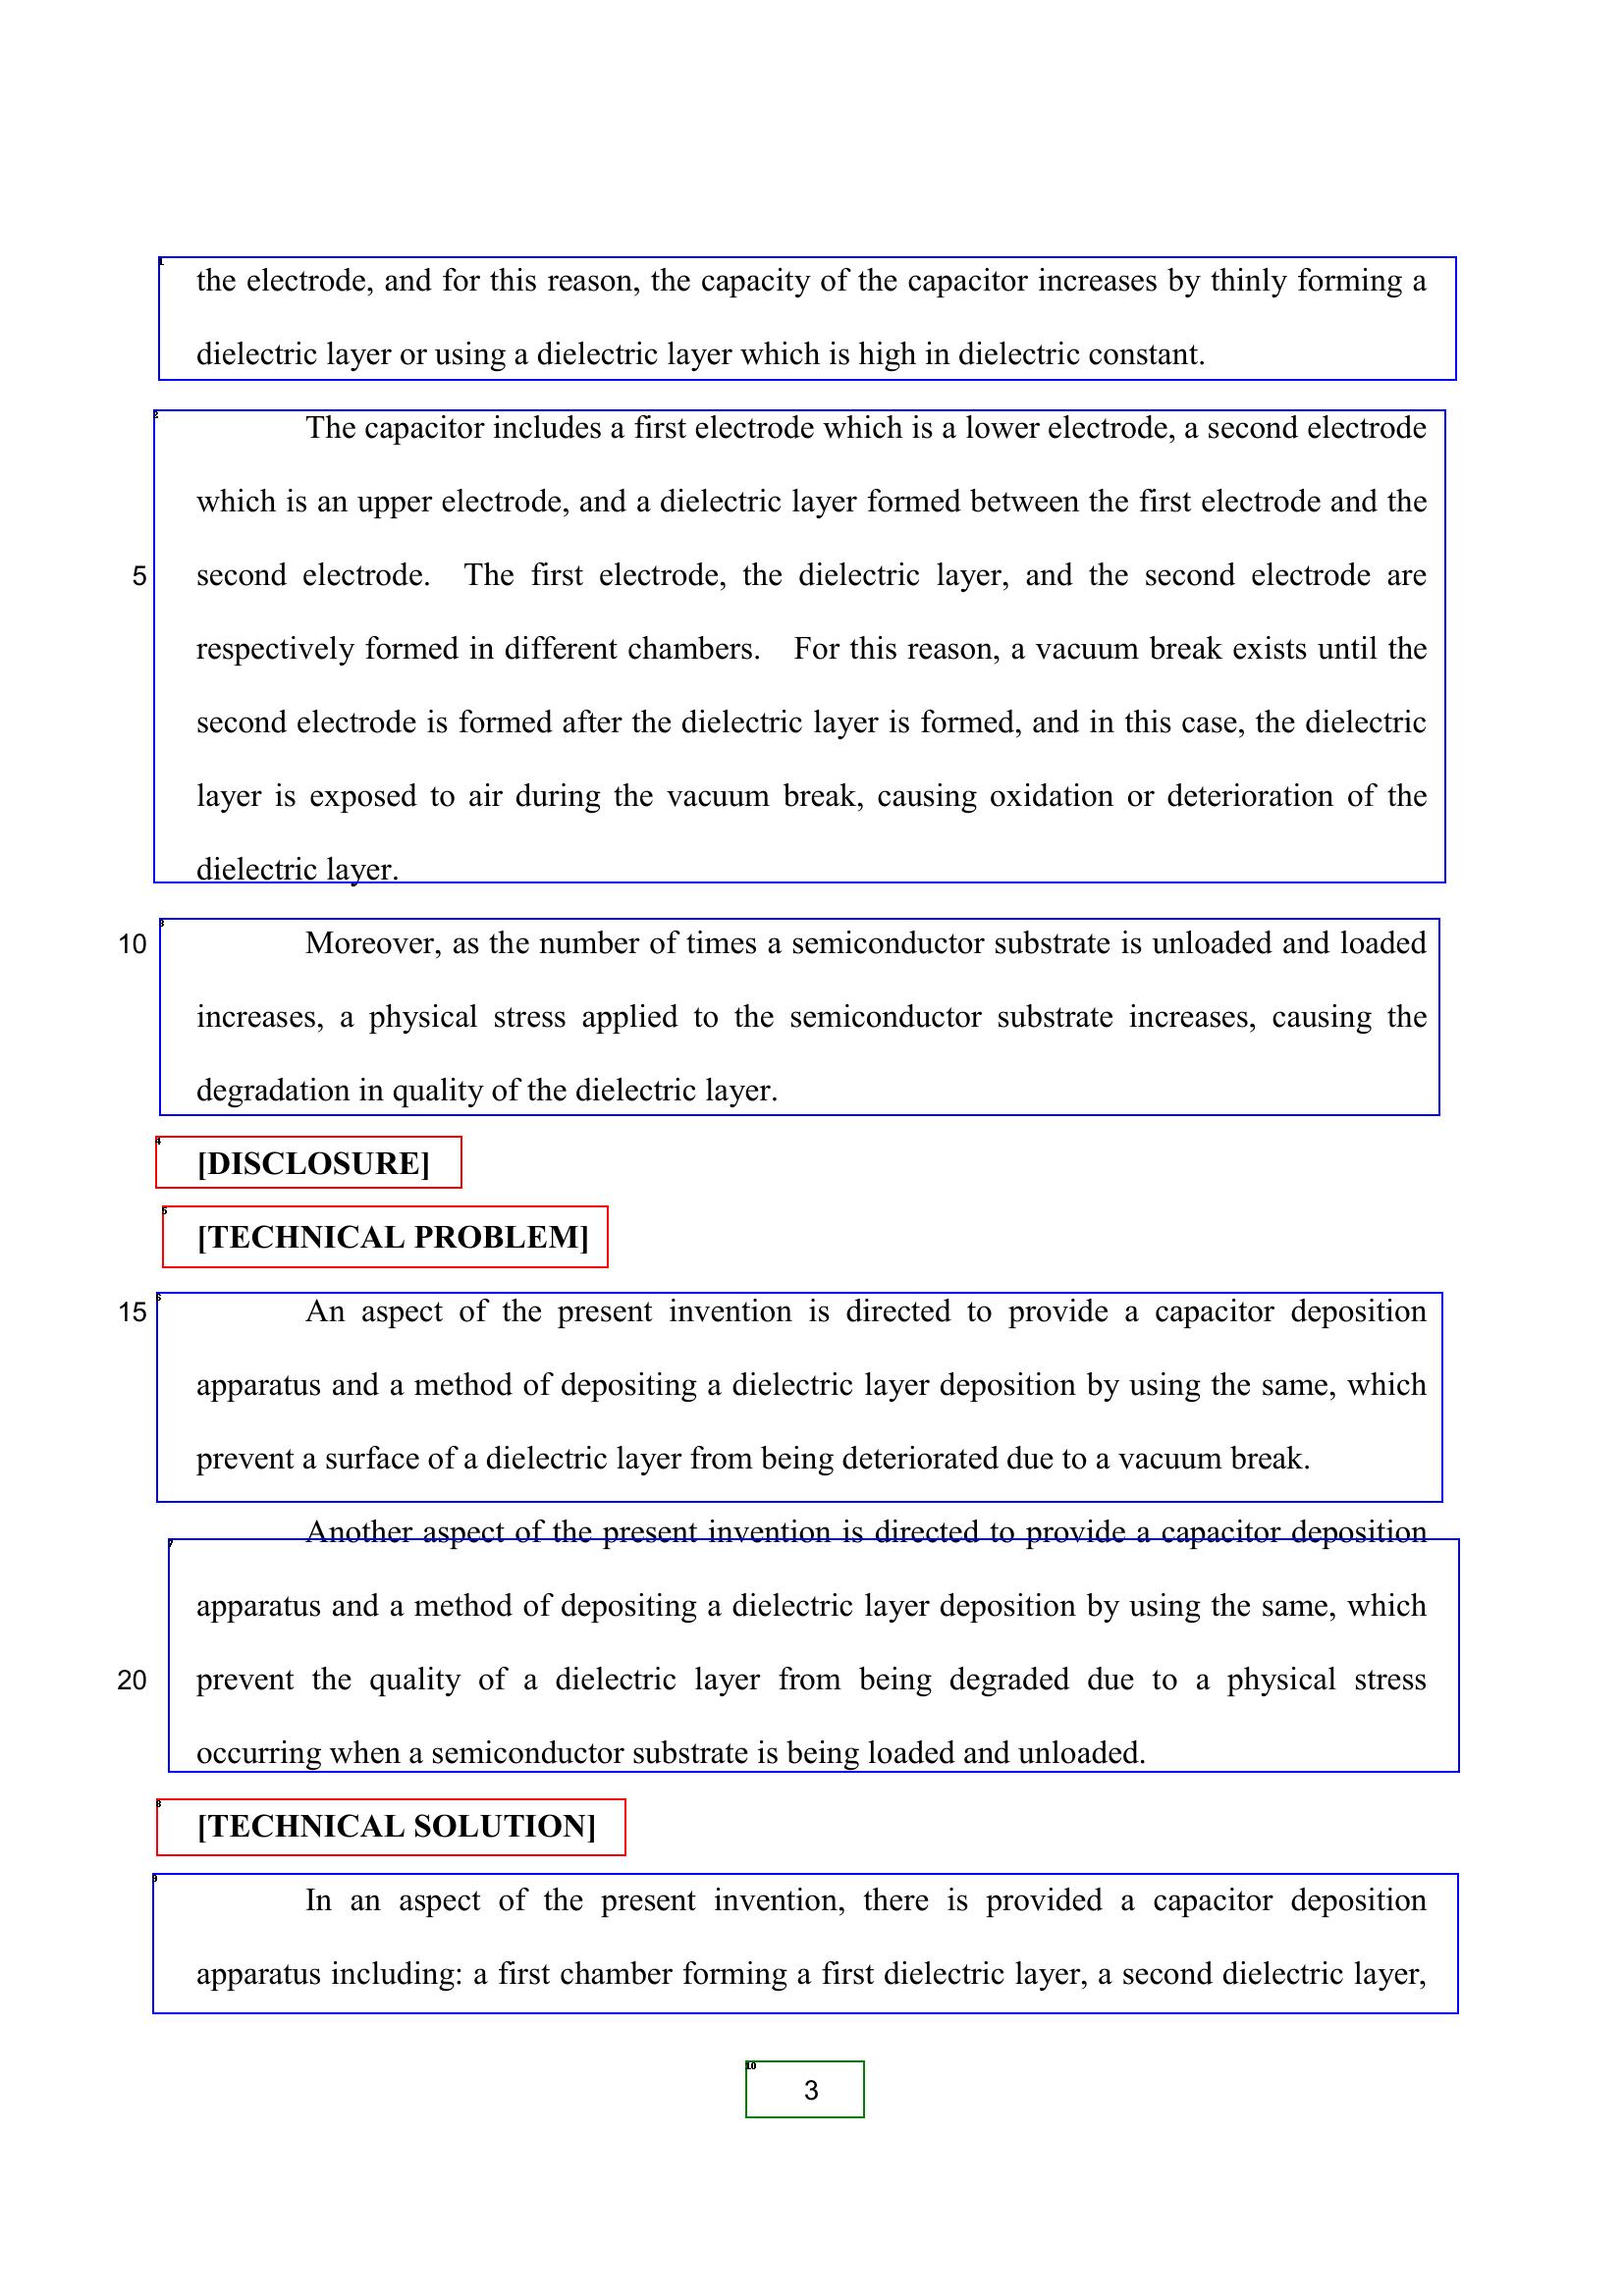 the electrode, and for this reason, the capacity of the capacitor increases by thinly forming a
dielectric layer or using a dielectric layer which is high in dielectric constant.
The capacitor includes a first electrode which is a lower electrode, a second electrode
which is an upper electrode, and a dielectric layer formed between the first electrode and the
5 second electrode. The first electrode, the dielectric layer, and the second electrode are
respectively formed in different chambers. For this reason, a vacuum break exists until the
second electrode is formed after the dielectric layer is formed, and in this case, the dielectric
layer is exposed to air during the vacuum break, causing oxidation or deterioration of the
dielectric layer.
10 Moreover, as the number of times a semiconductor substrate is unloaded and loaded
increases, a physical stress applied to the semiconductor substrate increases, causing the
degradation in quality of the dielectric layer.
[DISCLOSURE]
[TECHNICAL PROBLEM]
15 An aspect of the present invention is directed to provide a capacitor deposition
apparatus and a method of depositing a dielectric layer deposition by using the same, which
prevent a surface of a dielectric layer from being deteriorated due to a vacuum break.
Another aspect of the present invention is directed to provide a capacitor deposition
apparatus and a method of depositing a dielectric layer deposition by using the same, which
20 prevent the quality of a dielectric layer from being degraded due to a physical stress
occurring when a semiconductor substrate is being loaded and unloaded.
[TECHNICAL SOLUTION]
In an aspect of the present invention, there is provided a capacitor deposition
apparatus including: a first chamber forming a first dielectric layer, a second dielectric layer,
10
3